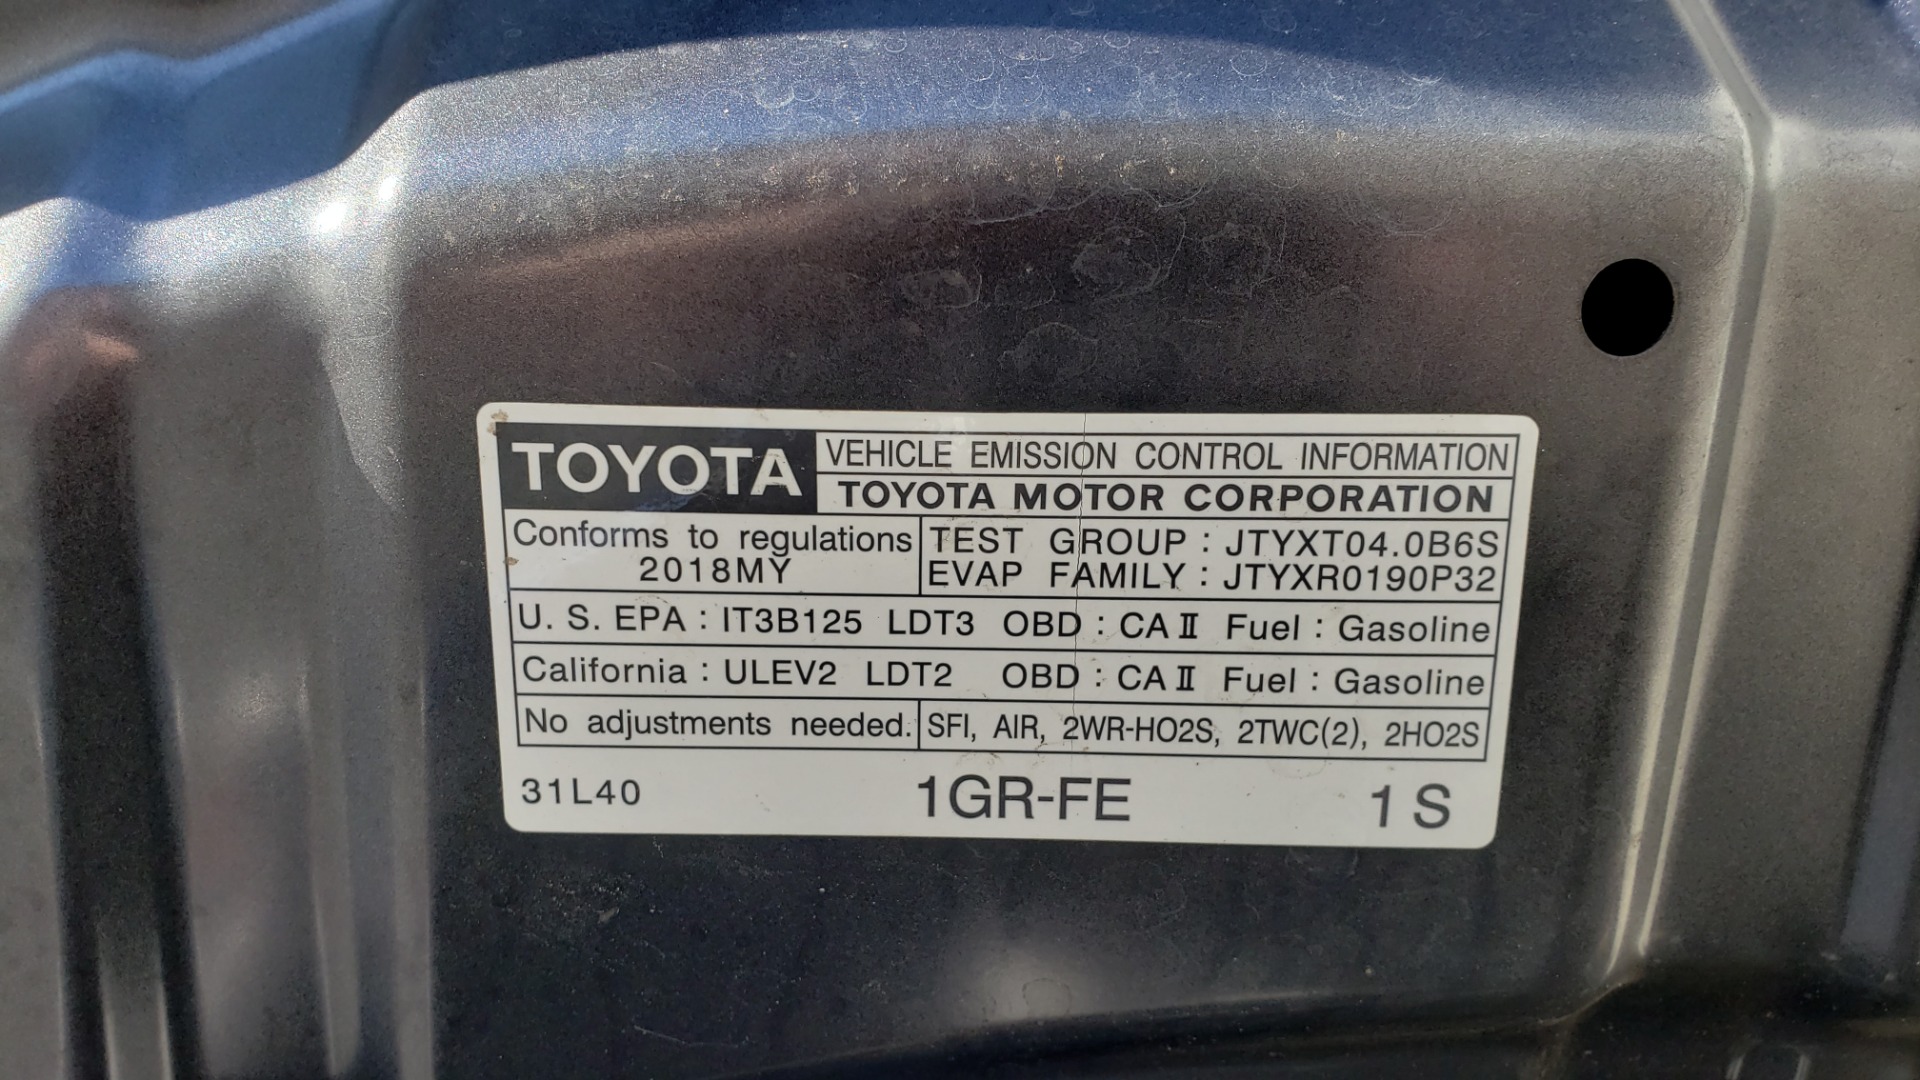 TOYOTA
VEHICLE EMISSION CONTROL INFORMATION
TOYOTA MOTOR CORPORATION
Conforms to regulations
2018MY
TEST GROUP : JTYXT04.0B6S
EVAP FAMILY : JTYXR0190P32
U. S. EPA : IT3B125 LDT3 OBD : CA II Fuel : Gasoline
California : ULEV2 LDT2 OBD : CA II Fuel : Gasoline
No adjustments needed.
SFI, AIR, 2WR-HO2S, 2TWC(2), 2HO2S
31L40
1GR-FE
1 S